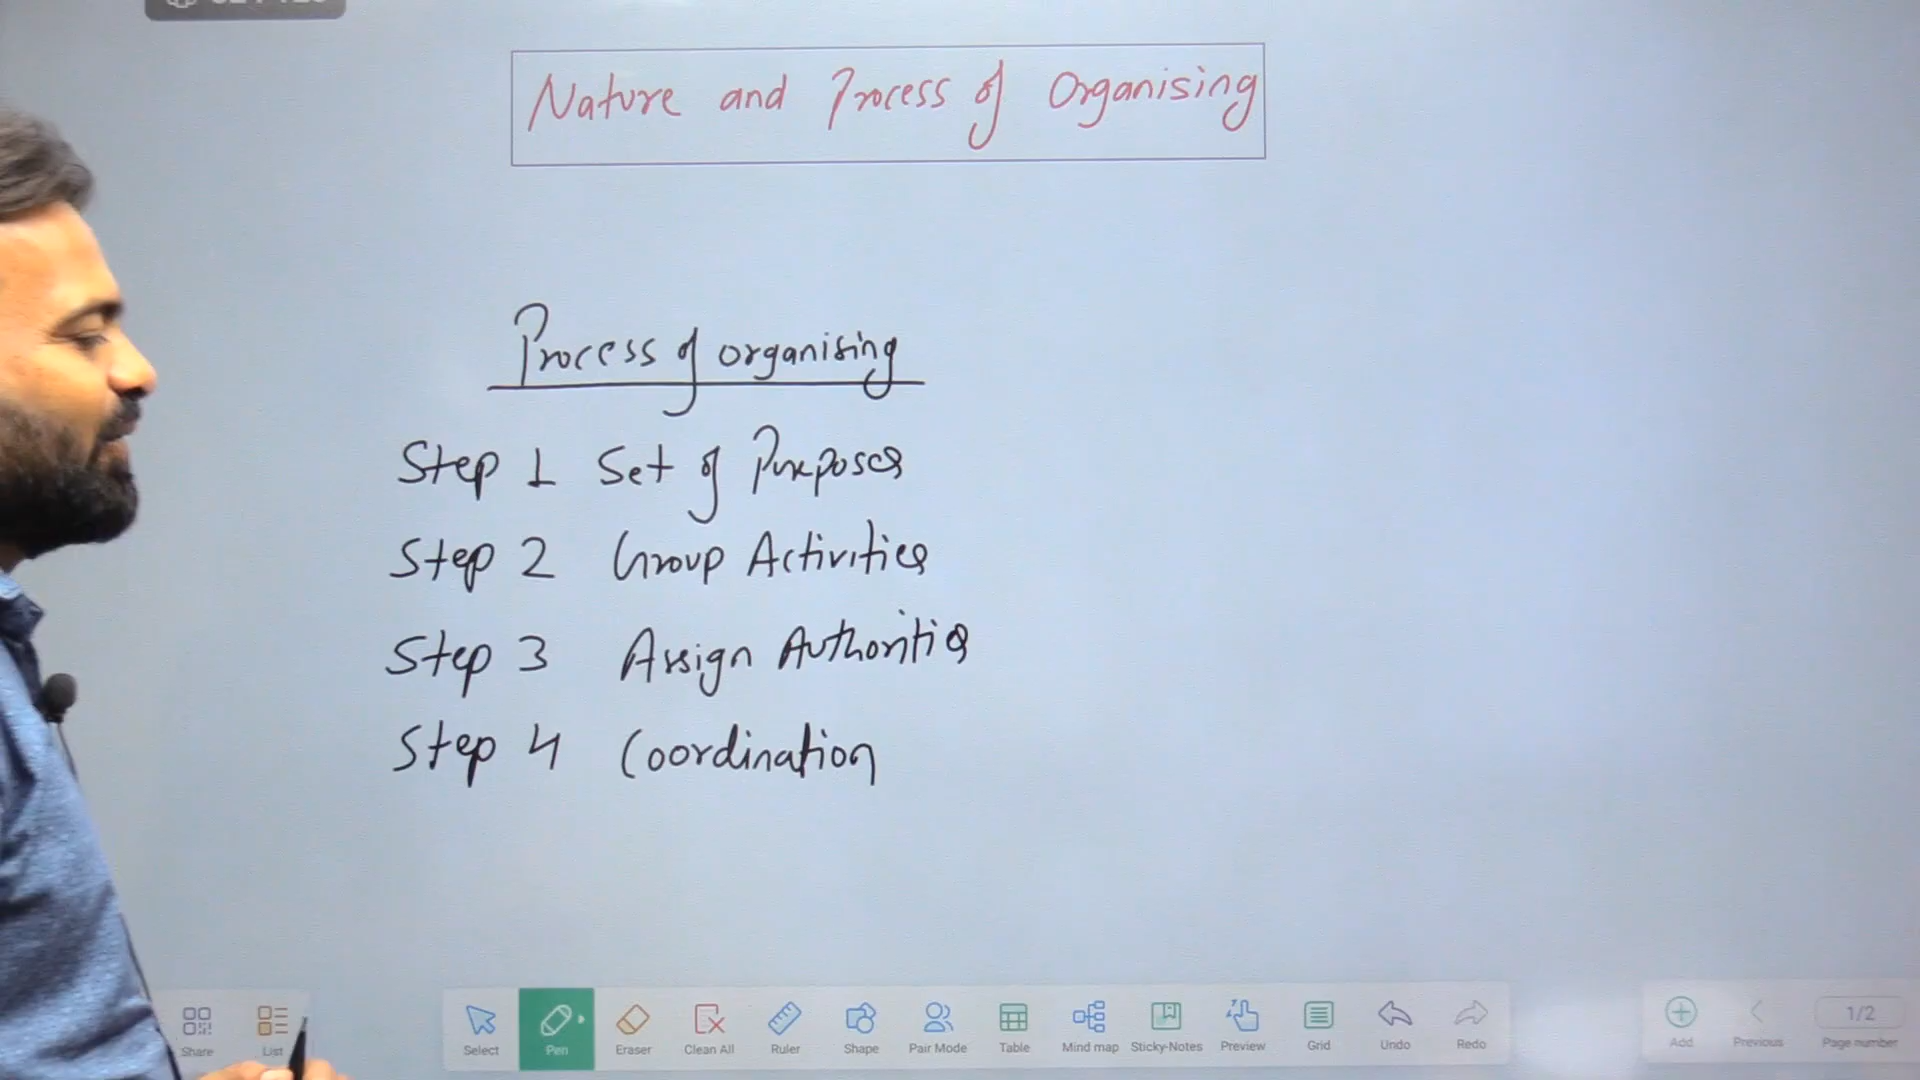 Nature and Process of Organising
Process of organising
Step 1 Set of Purposes
Step 2 Group Activities
Step 3 Assign Authorities
Step 4 Coordination
Share
List
Select
Pen
Eraser
Clean All
Ruler
Shape
Pair Mode
Table
Mind map
Sticky-Notes
Preview
Grid
Undo
Redo
Add
Previous
1/2
Page number